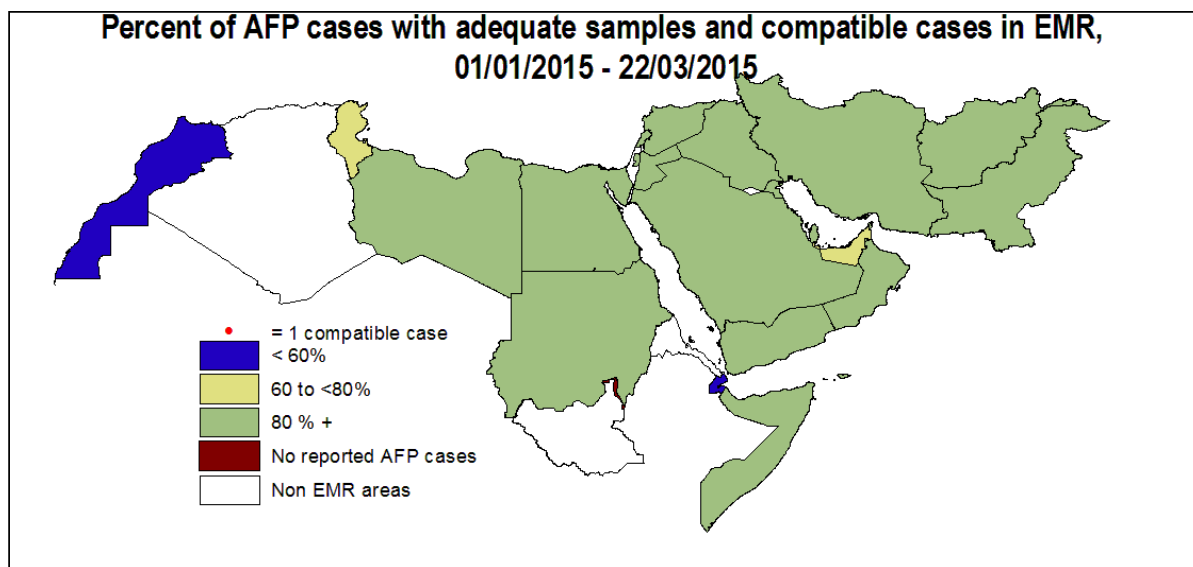 Percent of AFP cases with adequate samples and compatible cases in EMR,
01/01/2015 - 22/03/2015
= 1 compatible case
< 60%
60 to <80%
80 % +
No reported AFP cases
Non EMR areas